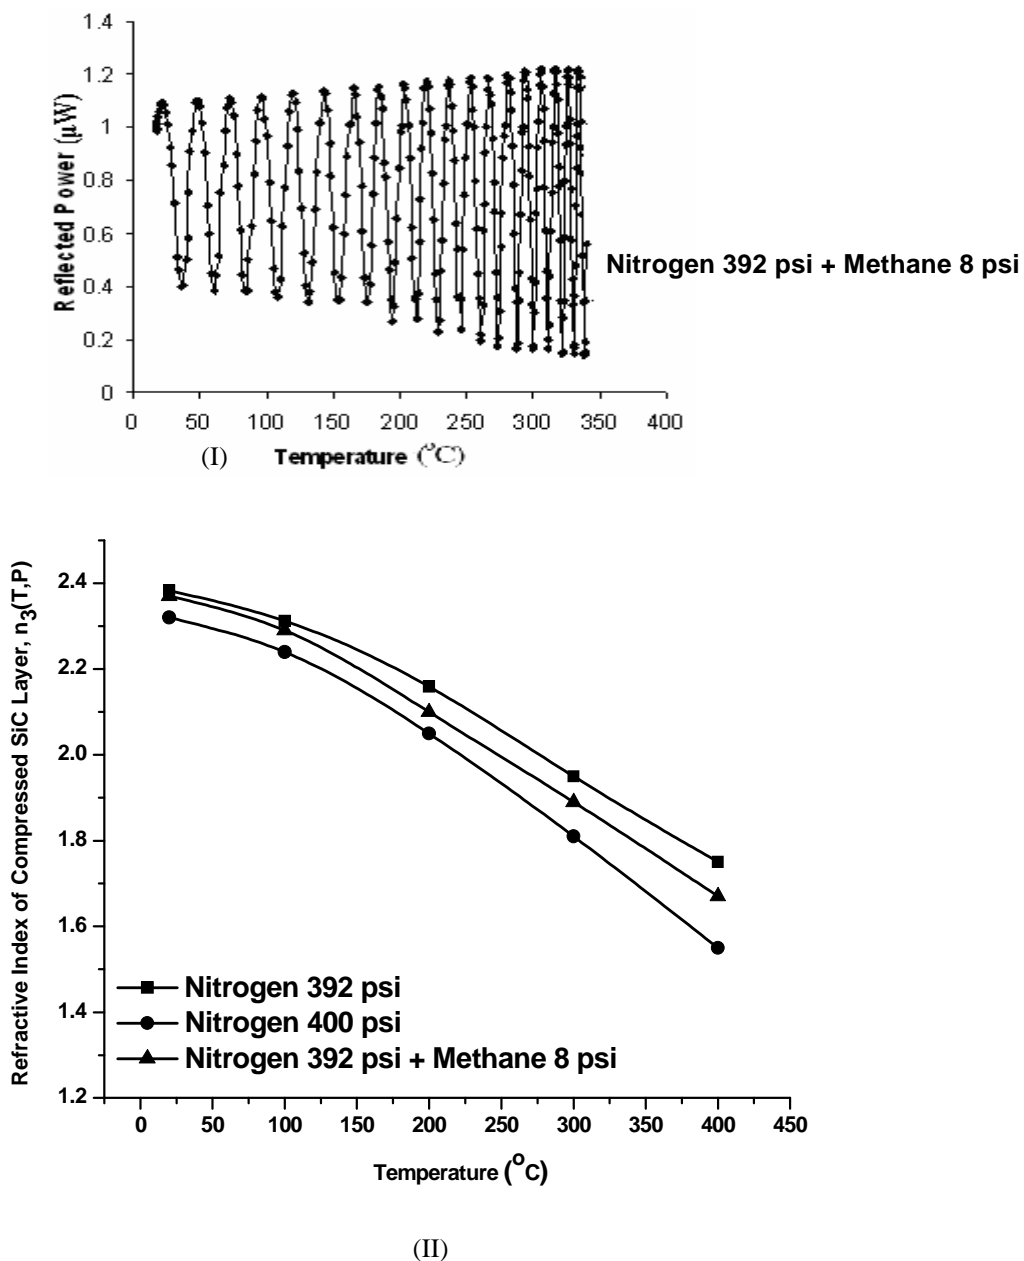 1.4
1.2
1
0.8
0.6
0.4
0.2
0
Reflected Power (µW)
0 50 100 150 200 250 300 350 400
(I) Temperature (°C)
Nitrogen 392 psi + Methane 8 psi
2.4
2.2
2.0
1.8
1.6
1.4
1.2
Refractive Index of Compressed SiC Layer, n3(T,P)
Nitrogen 392 psi
Nitrogen 400 psi
Nitrogen 392 psi + Methane 8 psi
0 50 100 150 200 250 300 350 400 450
Temperature (°C)
(II)